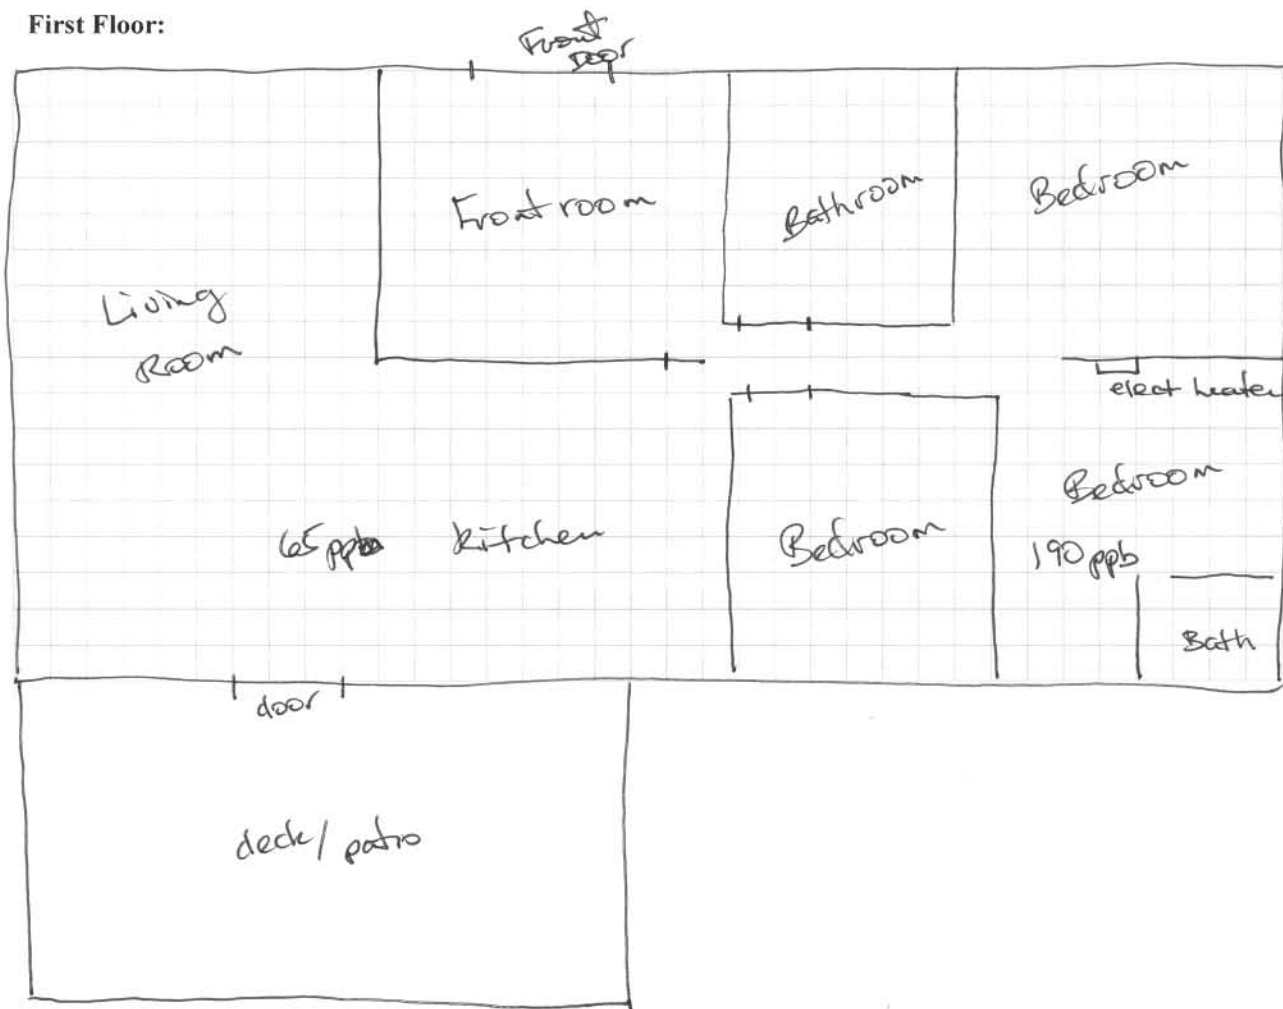 First Floor:
Front
Door
Front room
Bathroom
Bedroom
Living
Room
elect heater
Bedroom
65 ppb
Kitchen
Bedroom
190 ppb
Bath
door
deck/ patio